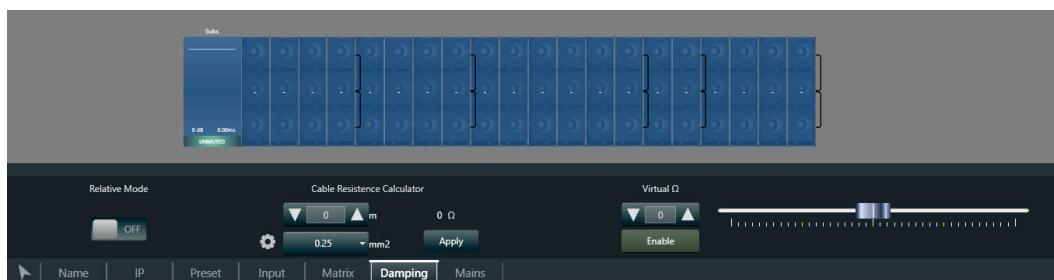 Subs
0 dB 0.00ms
UNMUTED
Relative Mode
OFF
Cable Resistence Calculator
0 m 0 Ω
0.25 mm2 Apply
Virtual Ω
0
Enable
Name IP Preset Input Matrix Damping Mains